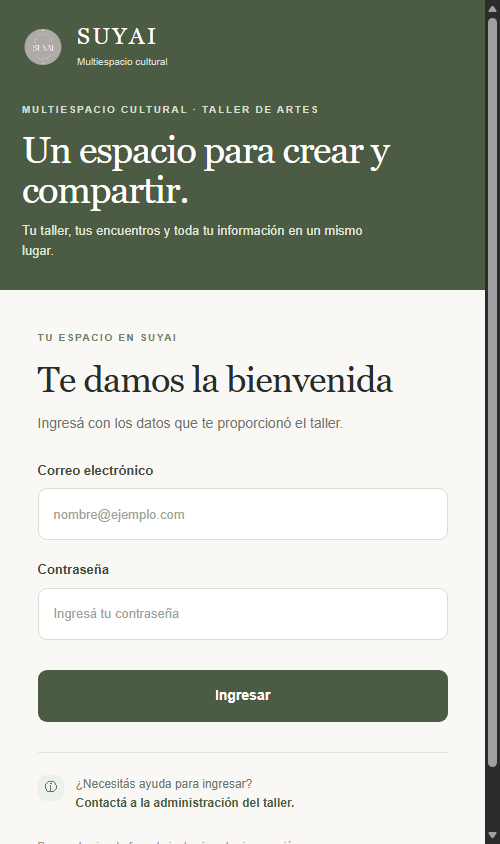 SUYAI
SUYAI
Multiespacio cultural
MULTIESPACIO CULTURAL · TALLER DE ARTES
Un espacio para crear y
compartir.
Tu taller, tus encuentros y toda tu información en un mismo
lugar.
TU ESPACIO EN SUYAI
Te damos la bienvenida
Ingresá con los datos que te proporcionó el taller.
Correo electrónico
nombre@ejemplo.com
Contraseña
Ingresá tu contraseña
Ingresar
¿Necesitás ayuda para ingresar?
Contactá a la administración del taller.